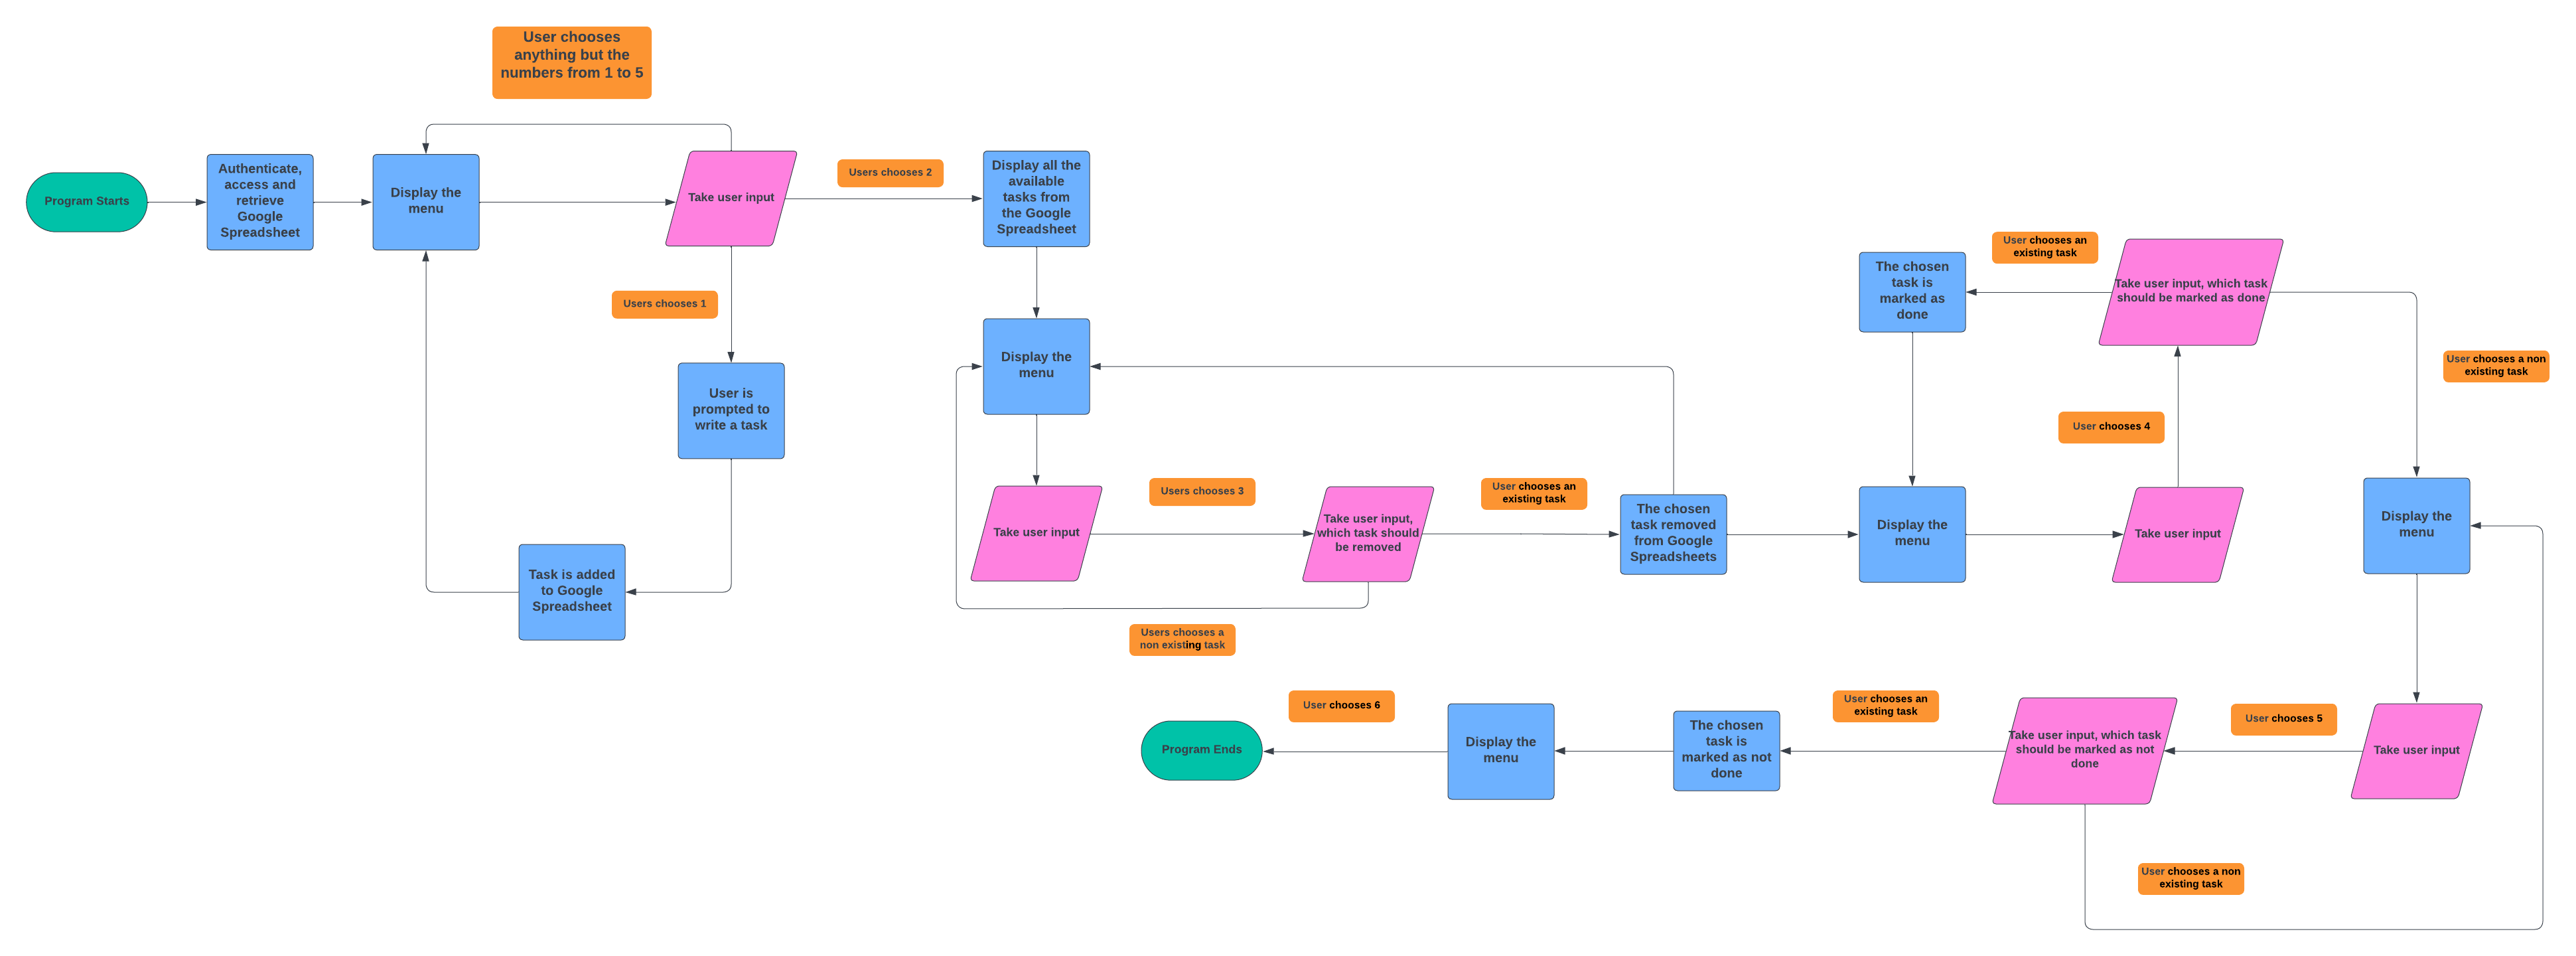 User chooses
anything but the
numbers from 1 to 5
Program Starts
Authenticate,
access and
retrieve
Google
Spreadsheet
Display the
menu
Take user input
Users chooses 2
Display all the
available
tasks from
the Google
Spreadsheet
Users chooses 1
User is
prompted to
write a task
Task is added
to Google
Spreadsheet
Display the
menu
Take user input
Users chooses 3
Take user input,
which task should
be removed
Users chooses a
non existing task
User chooses an
existing task
The chosen
task removed
from Google
Spreadsheets
Display the
menu
Take user input
User chooses 4
Take user input, which task
should be marked as done
User chooses an
existing task
The chosen
task is
marked as
done
User chooses a non
existing task
Display the
menu
Take user input
User chooses 5
Take user input, which task
should be marked as not
done
User chooses a non
existing task
User chooses an
existing task
The chosen
task is
marked as not
done
Display the
menu
User chooses 6
Program Ends